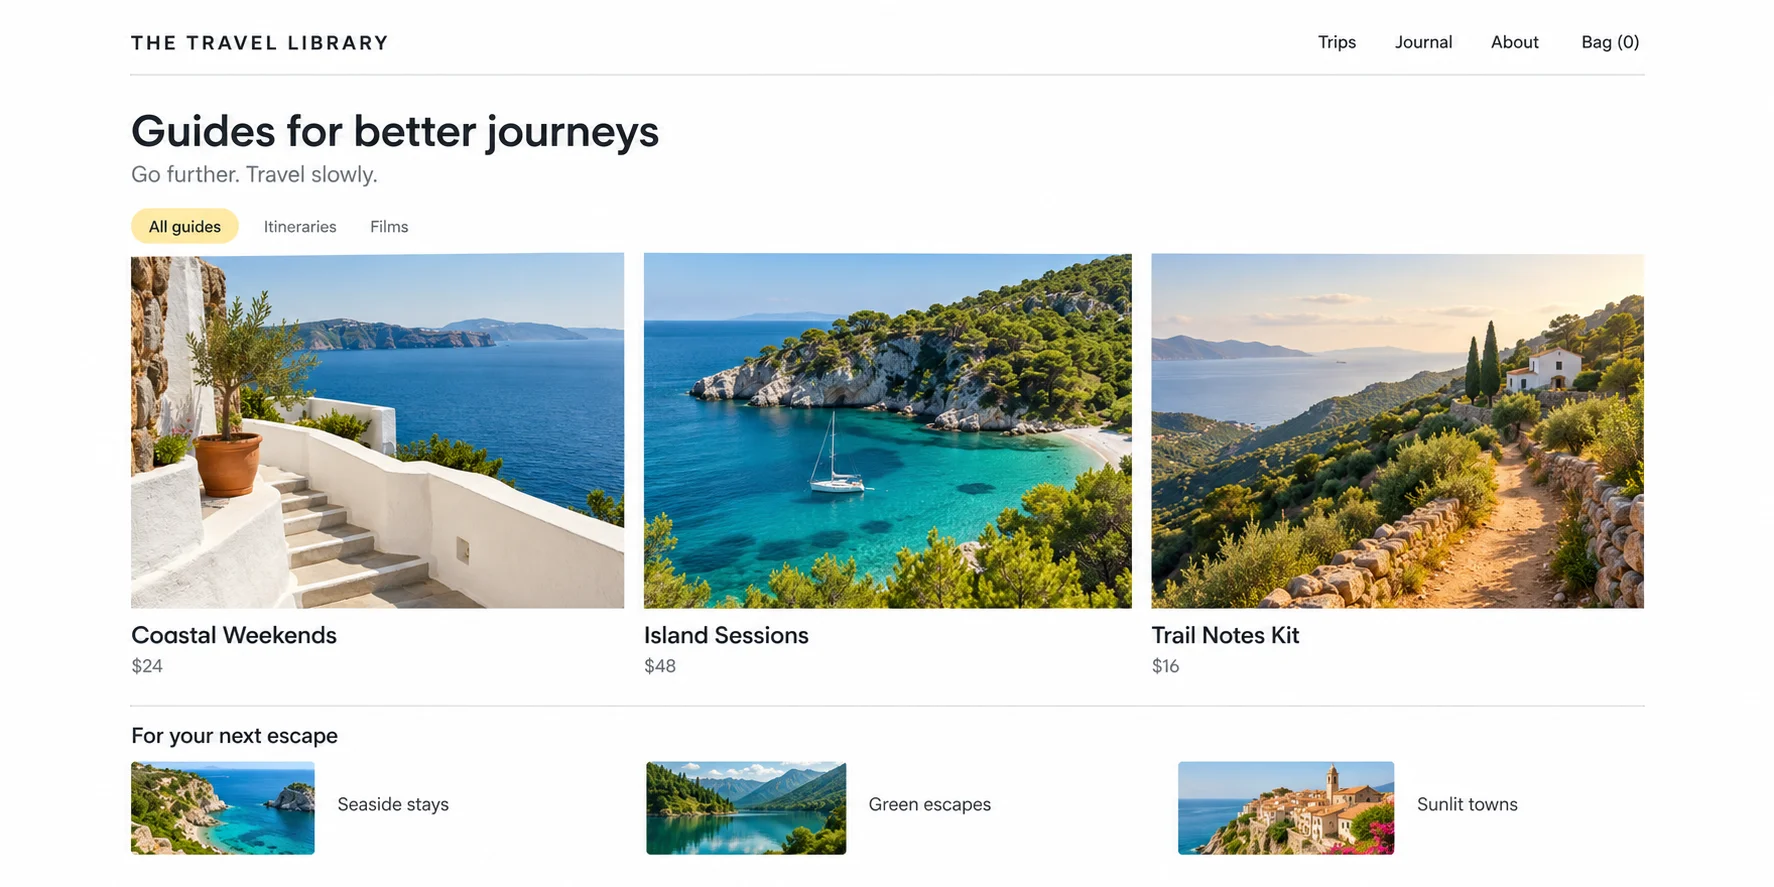 THE TRAVEL LIBRARY
Trips Journal About Bag (0)
Guides for better journeys
Go further. Travel slowly.
All guides Itineraries Films
Coastal Weekends
$24
Island Sessions
$48
Trail Notes Kit
$16
For your next escape
Seaside stays
Green escapes
Sunlit towns